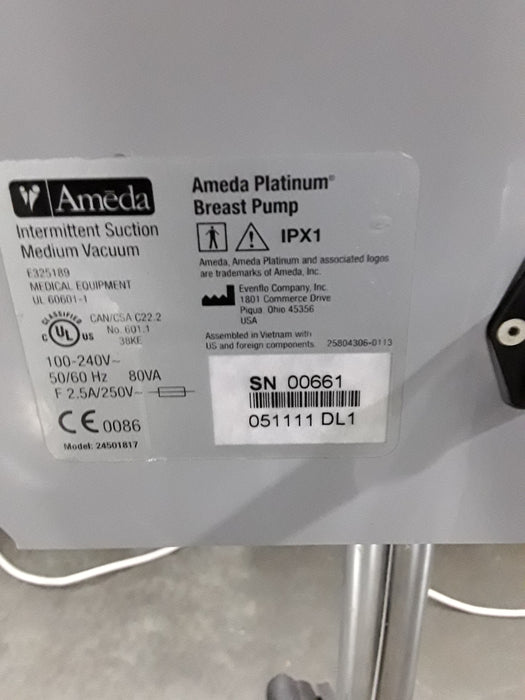 Amēda
Intermittent Suction
Medium Vacuum
E325189
MEDICAL EQUIPMENT
UL 60601-1
CLASSIFIED
C UL US
CAN/CSA C22.2
No. 601.1
38KE
100-240V~
50/60 Hz 80VA
F 2.5A/250V~
CE 0086
Model: 24501817
Ameda Platinum®
Breast Pump
IPX1
Ameda, Ameda Platinum and associated logos
are trademarks of Ameda, Inc.
Evenflo Company, Inc.
1801 Commerce Drive
Piqua, Ohio 45356
USA
Assembled in Vietnam with
US and foreign components. 25804306-0113
SN 00661
051111 DL1